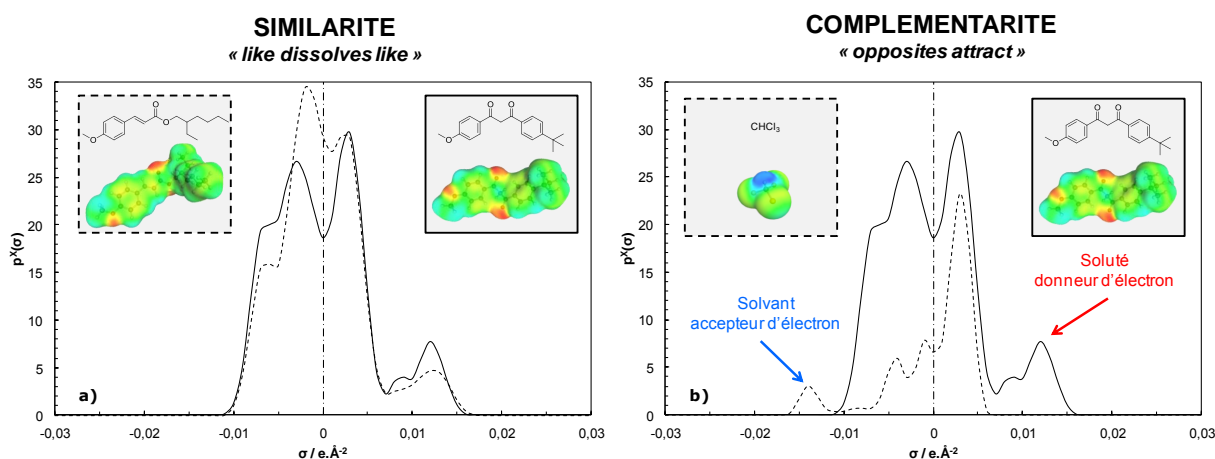 SIMILARITE
« like dissolves like »
35
30
25
20
15
10
5
0
-0,03
-0,02
-0,01
0
0,01
0,02
0,03
pˣ(σ)
σ / e.Å⁻²
O
O
O
O
O
O
a)
COMPLEMENTARITE
« opposites attract »
35
30
25
20
15
10
5
0
-0,03
-0,02
-0,01
0
0,01
0,02
0,03
pˣ(σ)
σ / e.Å⁻²
CHCl₃
O
O
O
Soluté
donneur d'électron
Solvant
accepteur d'électron
b)